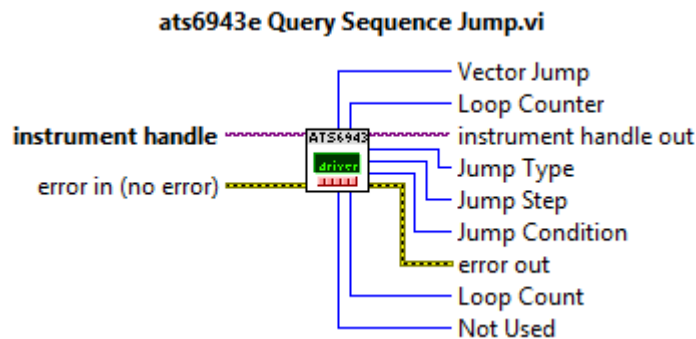 ats6943e Query Sequence Jump.vi
Vector Jump
Loop Counter
instrument handle
instrument handle out
ATS6943
driver
Jump Type
error in (no error)
Jump Step
Jump Condition
error out
Loop Count
Not Used